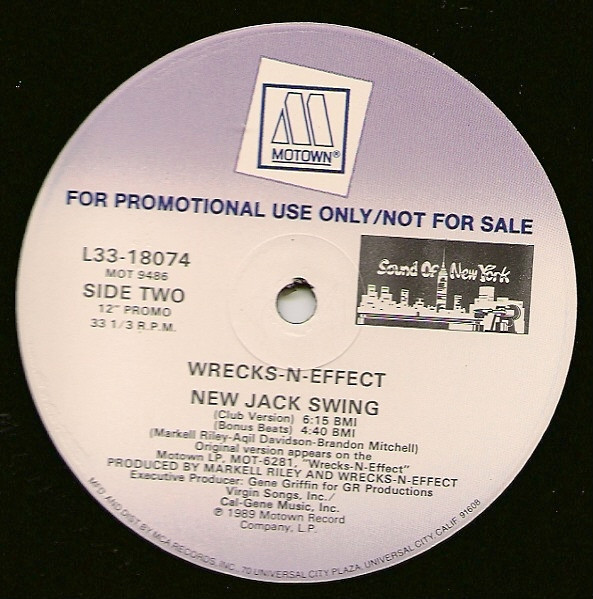 MOTOWN®
FOR PROMOTIONAL USE ONLY/NOT FOR SALE
L33-18074
MOT 9486
SIDE TWO
12" PROMO
33 1/3 R.P.M.
Sound Of New York
WRECKS-N-EFFECT
NEW JACK SWING
(Club Version) 6:15 BMI
(Bonus Beats) 4:40 BMI
(Markell Riley-Aqil Davidson-Brandon Mitchell)
Original version appears on the
Motown LP, MOT-6281, "Wrecks-N-Effect"
PRODUCED BY MARKELL RILEY AND WRECKS-N-EFFECT
Executive Producer: Gene Griffin for GR Productions
Virgin Songs, Inc./
Cal-Gene Music, Inc.
℗ 1989 Motown Record
Company, L.P.
MFD. AND DIST. BY MCA RECORDS, INC., 70 UNIVERSAL CITY PLAZA, UNIVERSAL CITY, CALIF. 91608